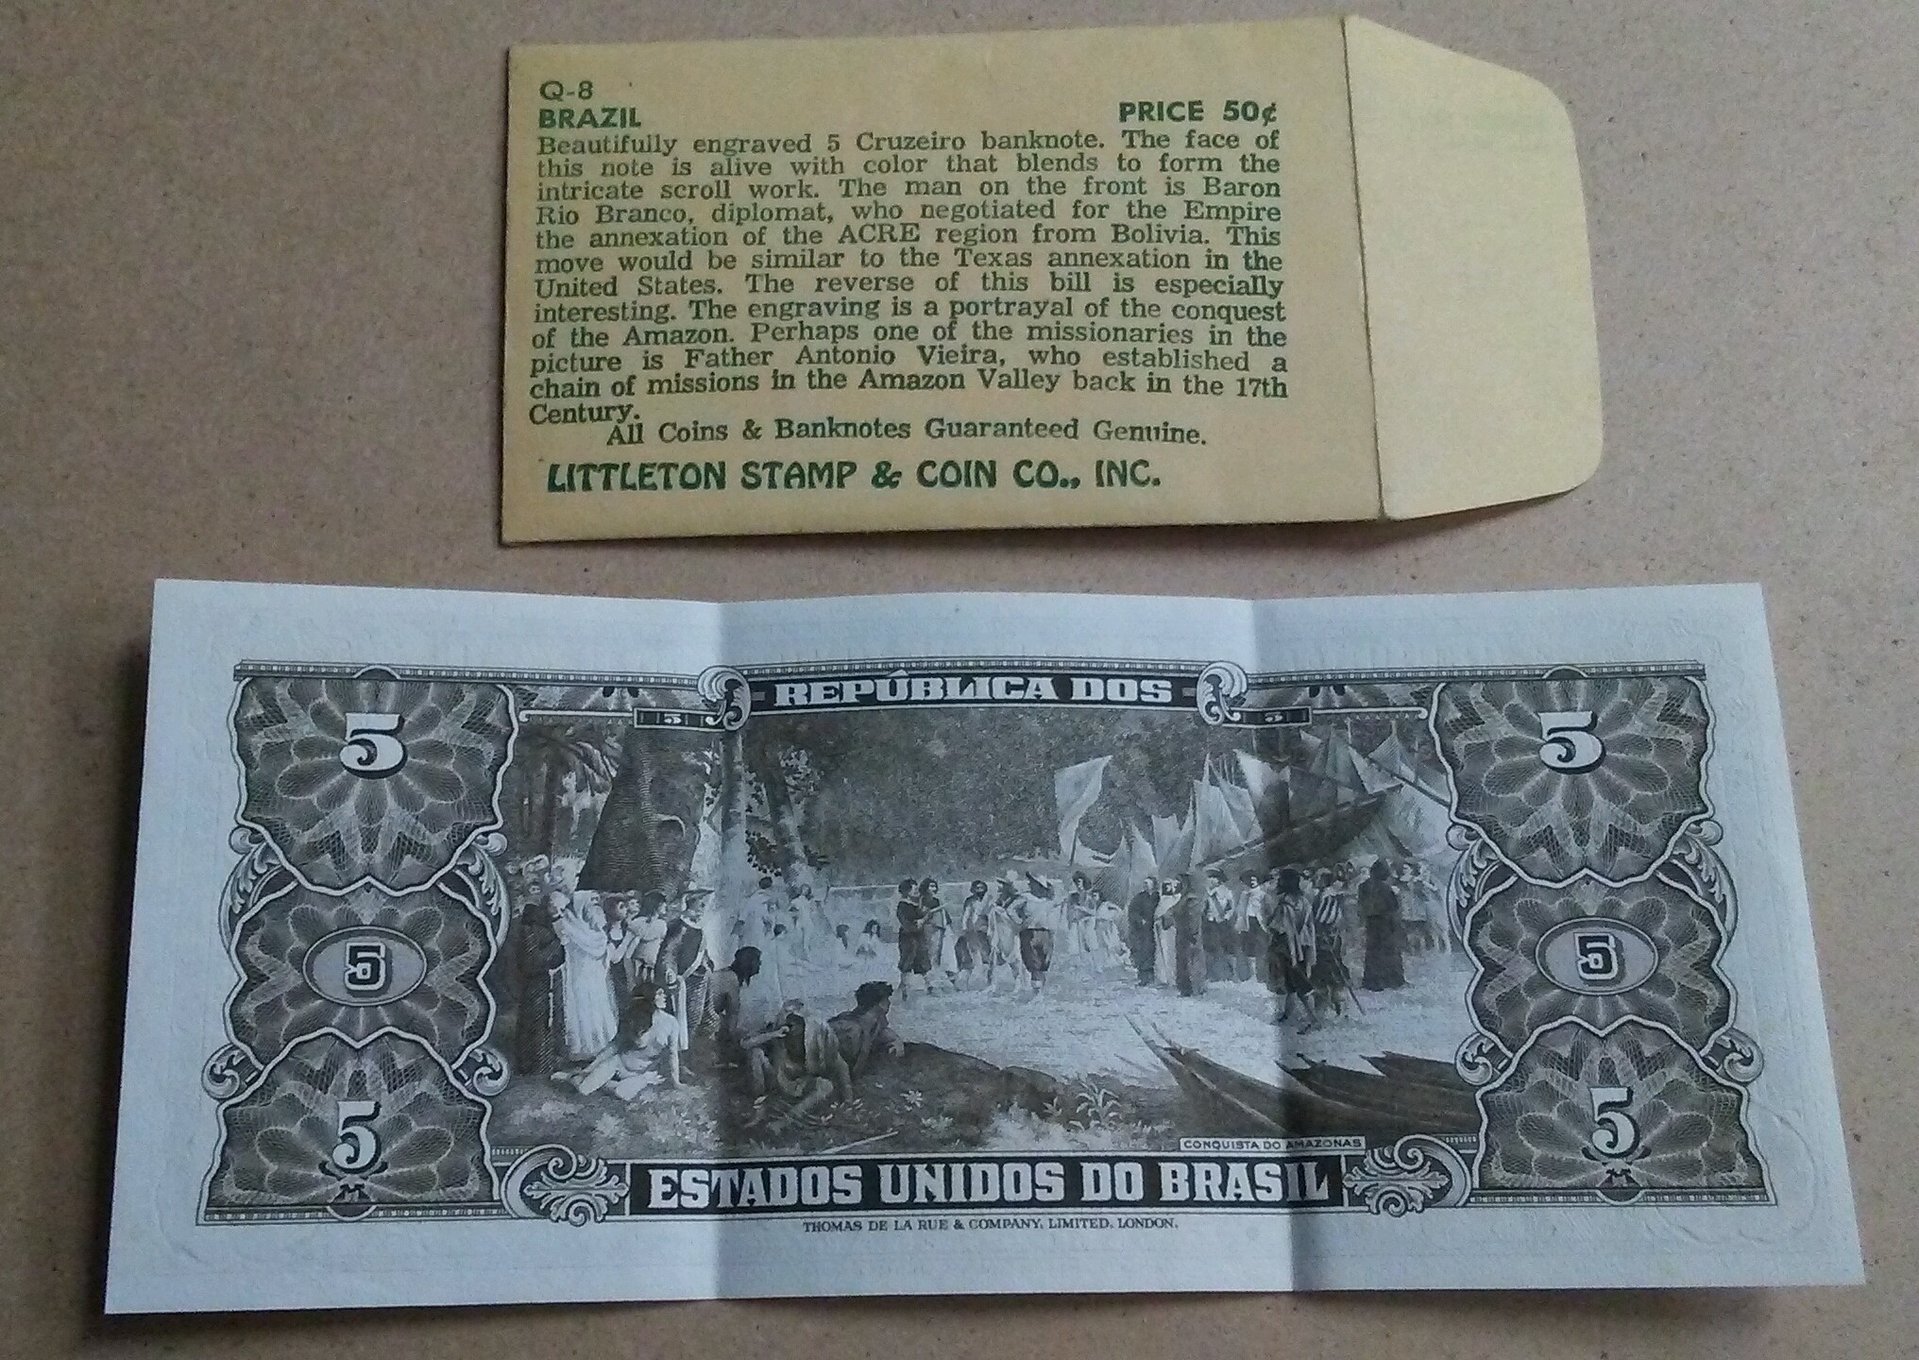 Q-8
BRAZIL PRICE 50¢
Beautifully engraved 5 Cruzeiro banknote. The face of
this note is alive with color that blends to form the
intricate scroll work. The man on the front is Baron
Rio Branco, diplomat, who negotiated for the Empire
the annexation of the ACRE region from Bolivia. This
move would be similar to the Texas annexation in the
United States. The reverse of this bill is especially
interesting. The engraving is a portrayal of the conquest
of the Amazon. Perhaps one of the missionaries in the
picture is Father Antonio Vieira, who established a
chain of missions in the Amazon Valley back in the 17th
Century.
All Coins & Banknotes Guaranteed Genuine.
LITTLETON STAMP & COIN CO., INC.
REPÚBLICA DOS
5 5 5 5
5 5
5 5
CONQUISTA DO AMAZONAS
ESTADOS UNIDOS DO BRASIL
THOMAS DE LA RUE & COMPANY, LIMITED, LONDON.